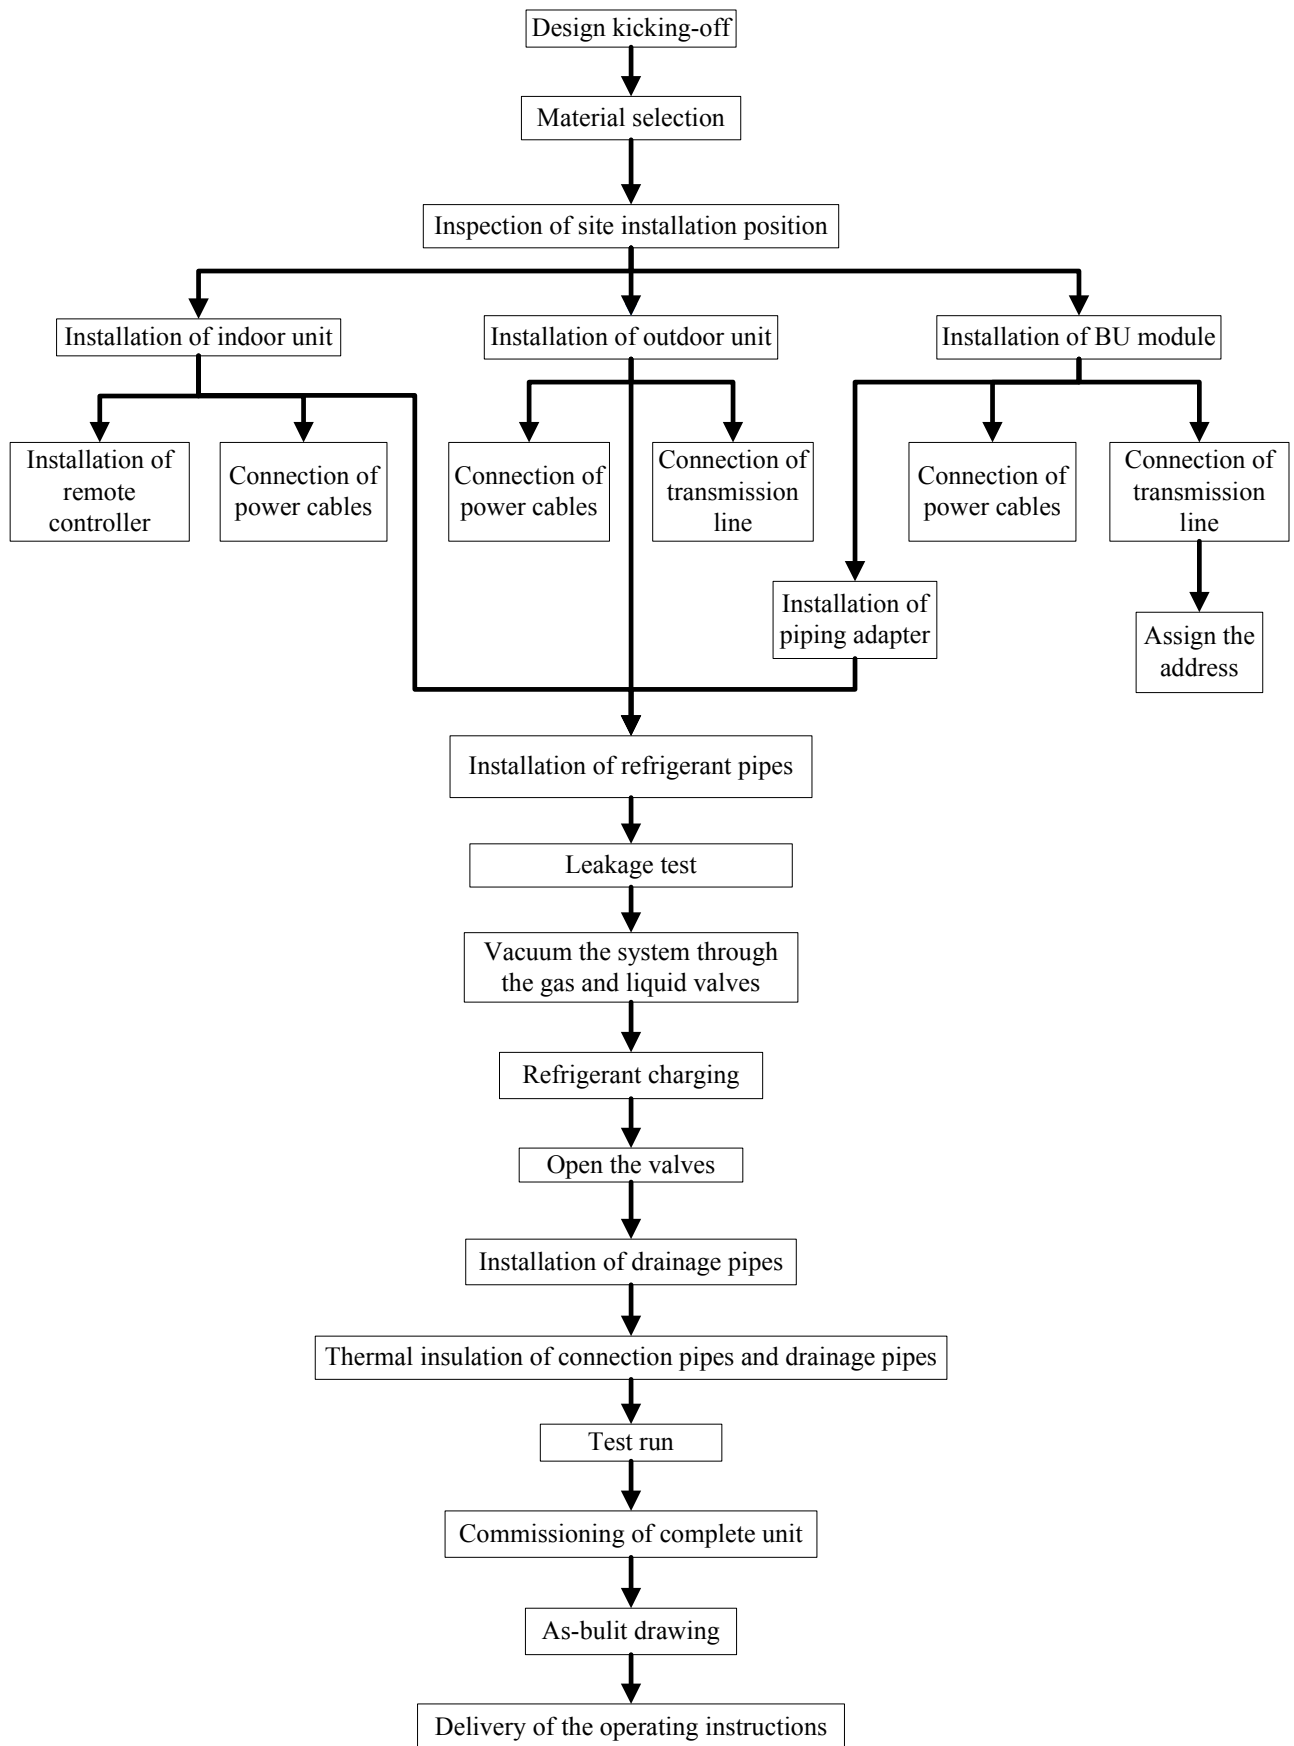 Design kicking-off
Material selection
Inspection of site installation position
Installation of indoor unit
Installation of outdoor unit
Installation of BU module
Installation of
remote
controller
Connection of
power cables
Connection of
power cables
Connection of
transmission
line
Connection of
power cables
Connection of
transmission
line
Installation of
piping adapter
Assign the
address
Installation of refrigerant pipes
Leakage test
Vacuum the system through
the gas and liquid valves
Refrigerant charging
Open the valves
Installation of drainage pipes
Thermal insulation of connection pipes and drainage pipes
Test run
Commissioning of complete unit
As-bulit drawing
Delivery of the operating instructions